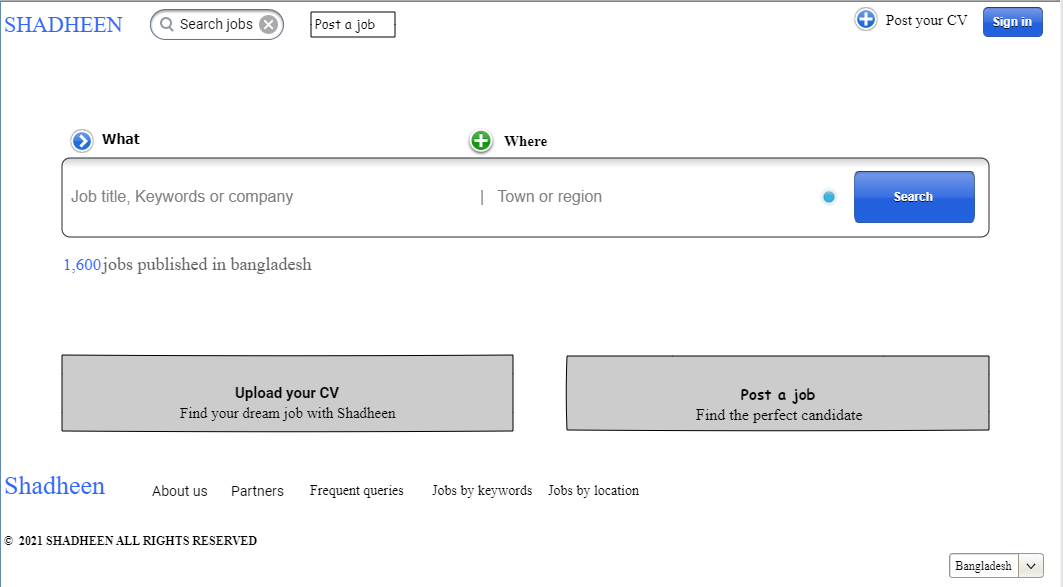 SHADHEEN
Search jobs
Post a job
Post your CV
Sign in
What
Where
Job title, Keywords or company
| Town or region
Search
1,600 jobs published in bangladesh
Upload your CV
Find your dream job with Shadheen
Post a job
Find the perfect candidate
Shadheen
About us
Partners
Frequent queries
Jobs by keywords
Jobs by location
© 2021 SHADHEEN ALL RIGHTS RESERVED
Bangladesh